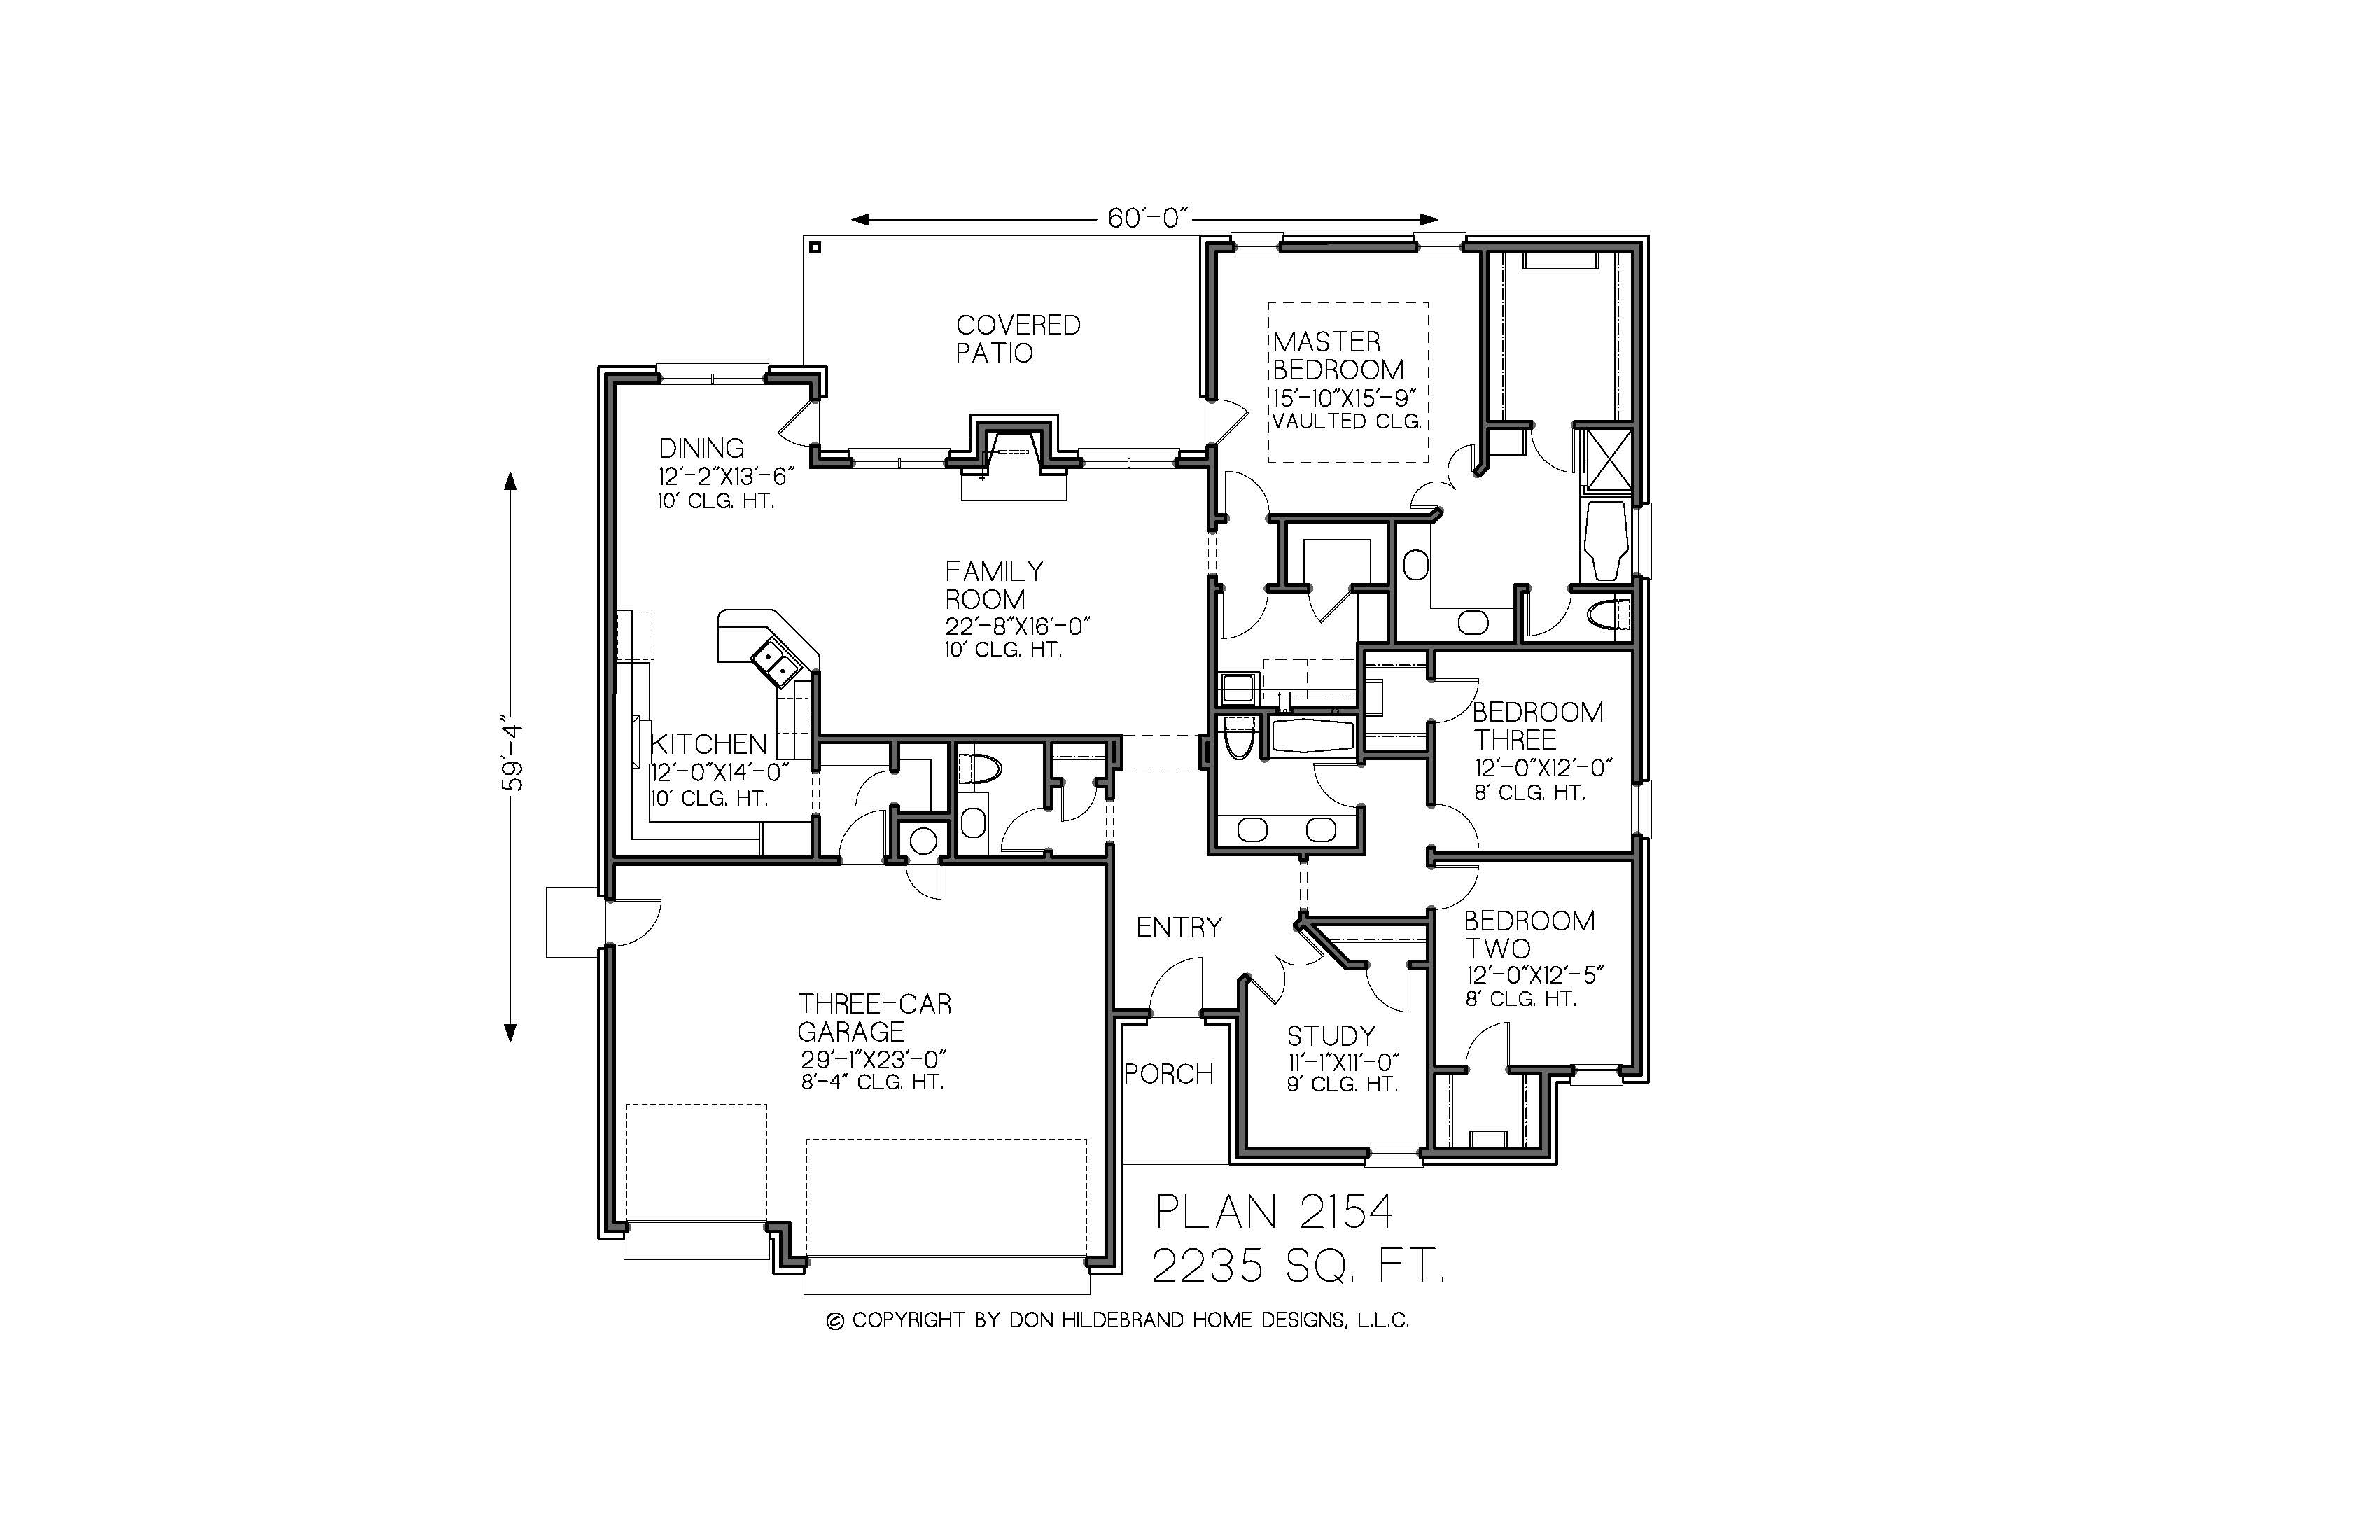 60'-0"
COVERED
PATIO
MASTER
BEDROOM
15'-10"X15'-9"
VAULTED CLG.
DINING
12'-2"X13'-6"
10' CLG. HT.
FAMILY
ROOM
22'-8"X16'-0"
10' CLG. HT.
59'-4"
KITCHEN
12'-0"X14'-0"
10' CLG. HT.
BEDROOM
THREE
12'-0"X12'-0"
8' CLG. HT.
ENTRY
BEDROOM
TWO
12'-0"X12'-5"
8' CLG. HT.
THREE-CAR
GARAGE
29'-1"X23'-0"
8'-4" CLG. HT.
PORCH
STUDY
11'-1"X11'-0"
9' CLG. HT.
PLAN 2154
2235 SQ. FT.
© COPYRIGHT BY DON HILDEBRAND HOME DESIGNS, L.L.C.